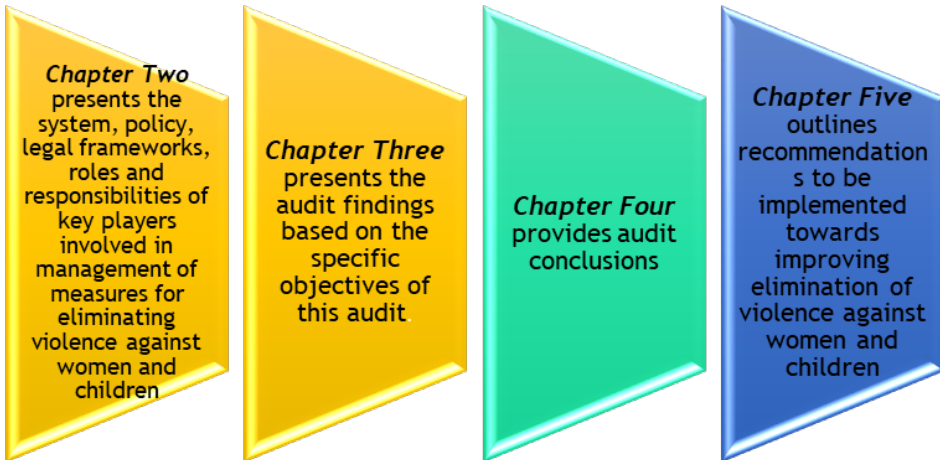 Chapter Two
presents the
system, policy,
legal frameworks,
roles and
responsibilities of
key players
involved in
management of
measures for
eliminating
violence against
women and
children
Chapter Three
presents the
audit findings
based on the
specific
objectives of
this audit.
Chapter Four
provides audit
conclusions
Chapter Five
outlines
recommendation
s to be
implemented
towards
improving
elimination of
violence against
women and
children